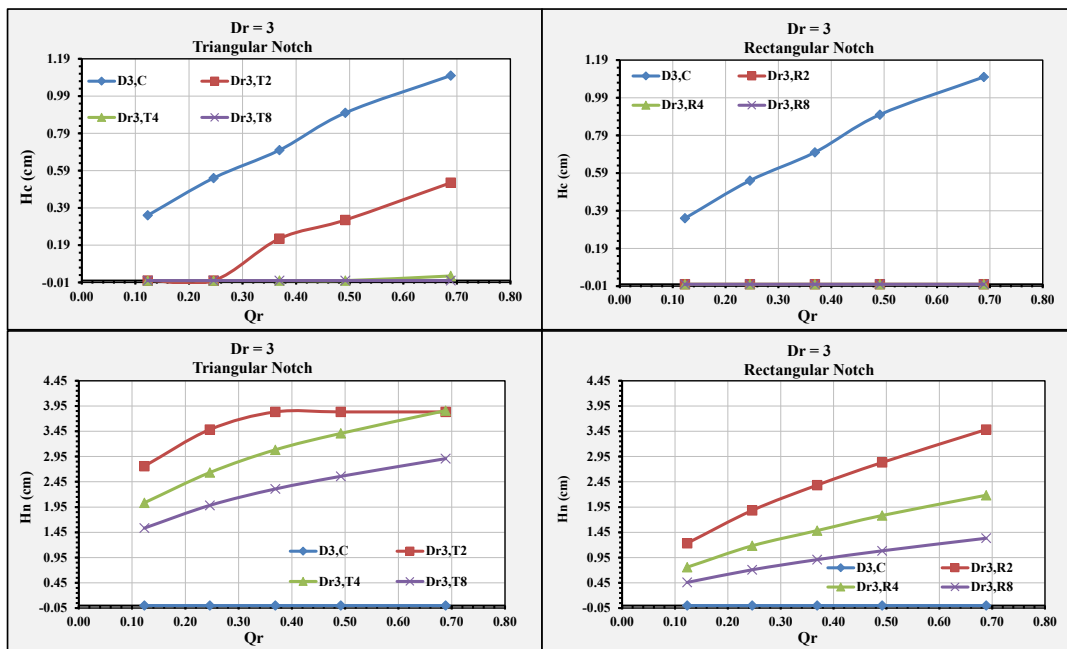 Dr = 3
Triangular Notch
D3,C
Dr3,T2
Dr3,T4
Dr3,T8
Hc (cm)
1.19
0.99
0.79
0.59
0.39
0.19
-0.01
0.00 0.10 0.20 0.30 0.40 0.50 0.60 0.70 0.80
Qr
Dr = 3
Rectangular Notch
D3,C
Dr3,R2
Dr3,R4
Dr3,R8
Hc (cm)
1.19
0.99
0.79
0.59
0.39
0.19
-0.01
0.00 0.10 0.20 0.30 0.40 0.50 0.60 0.70 0.80
Qr
Dr = 3
Triangular Notch
Hn (cm)
4.45
3.95
3.45
2.95
2.45
1.95
1.45
0.95
0.45
-0.05
D3,C
Dr3,T2
Dr3,T4
Dr3,T8
0.00 0.10 0.20 0.30 0.40 0.50 0.60 0.70 0.80
Qr
Dr = 3
Rectangular Notch
Hn (cm)
4.45
3.95
3.45
2.95
2.45
1.95
1.45
0.95
0.45
-0.05
D3,C
Dr3,R2
Dr3,R4
Dr3,R8
0.00 0.10 0.20 0.30 0.40 0.50 0.60 0.70 0.80
Qr